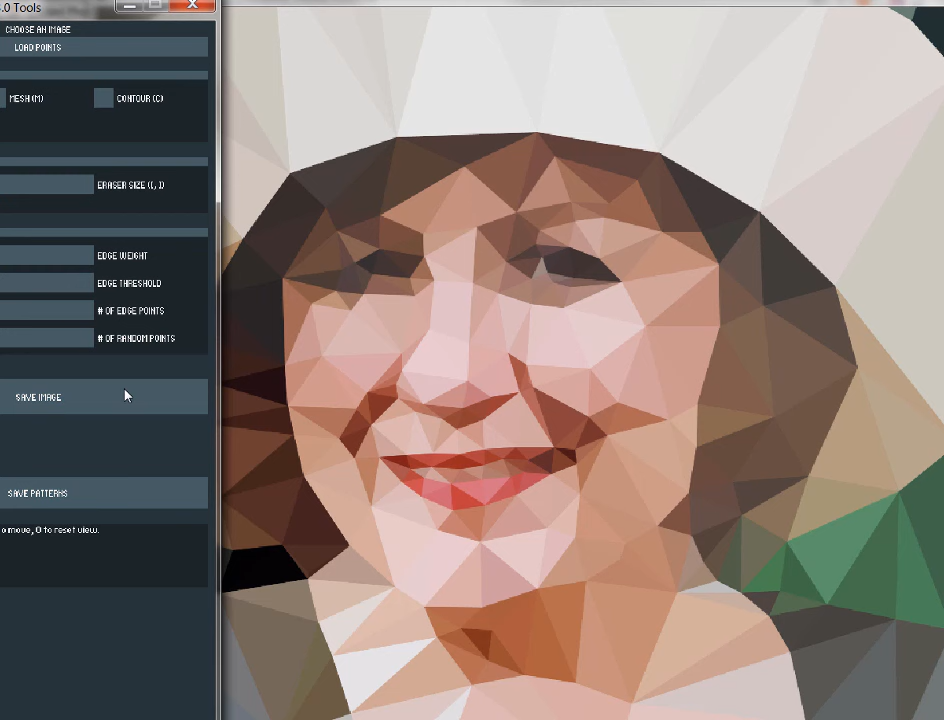 .0 Tools
CHOOSE AN IMAGE
LOAD POINTS
MESH (M)
CONTOUR (C)
ERASER SIZE ([, ])
EDGE WEIGHT
EDGE THRESHOLD
# OF EDGE POINTS
# OF RANDOM POINTS
SAVE IMAGE
SAVE PATTERNS
o move, 0 to reset view.